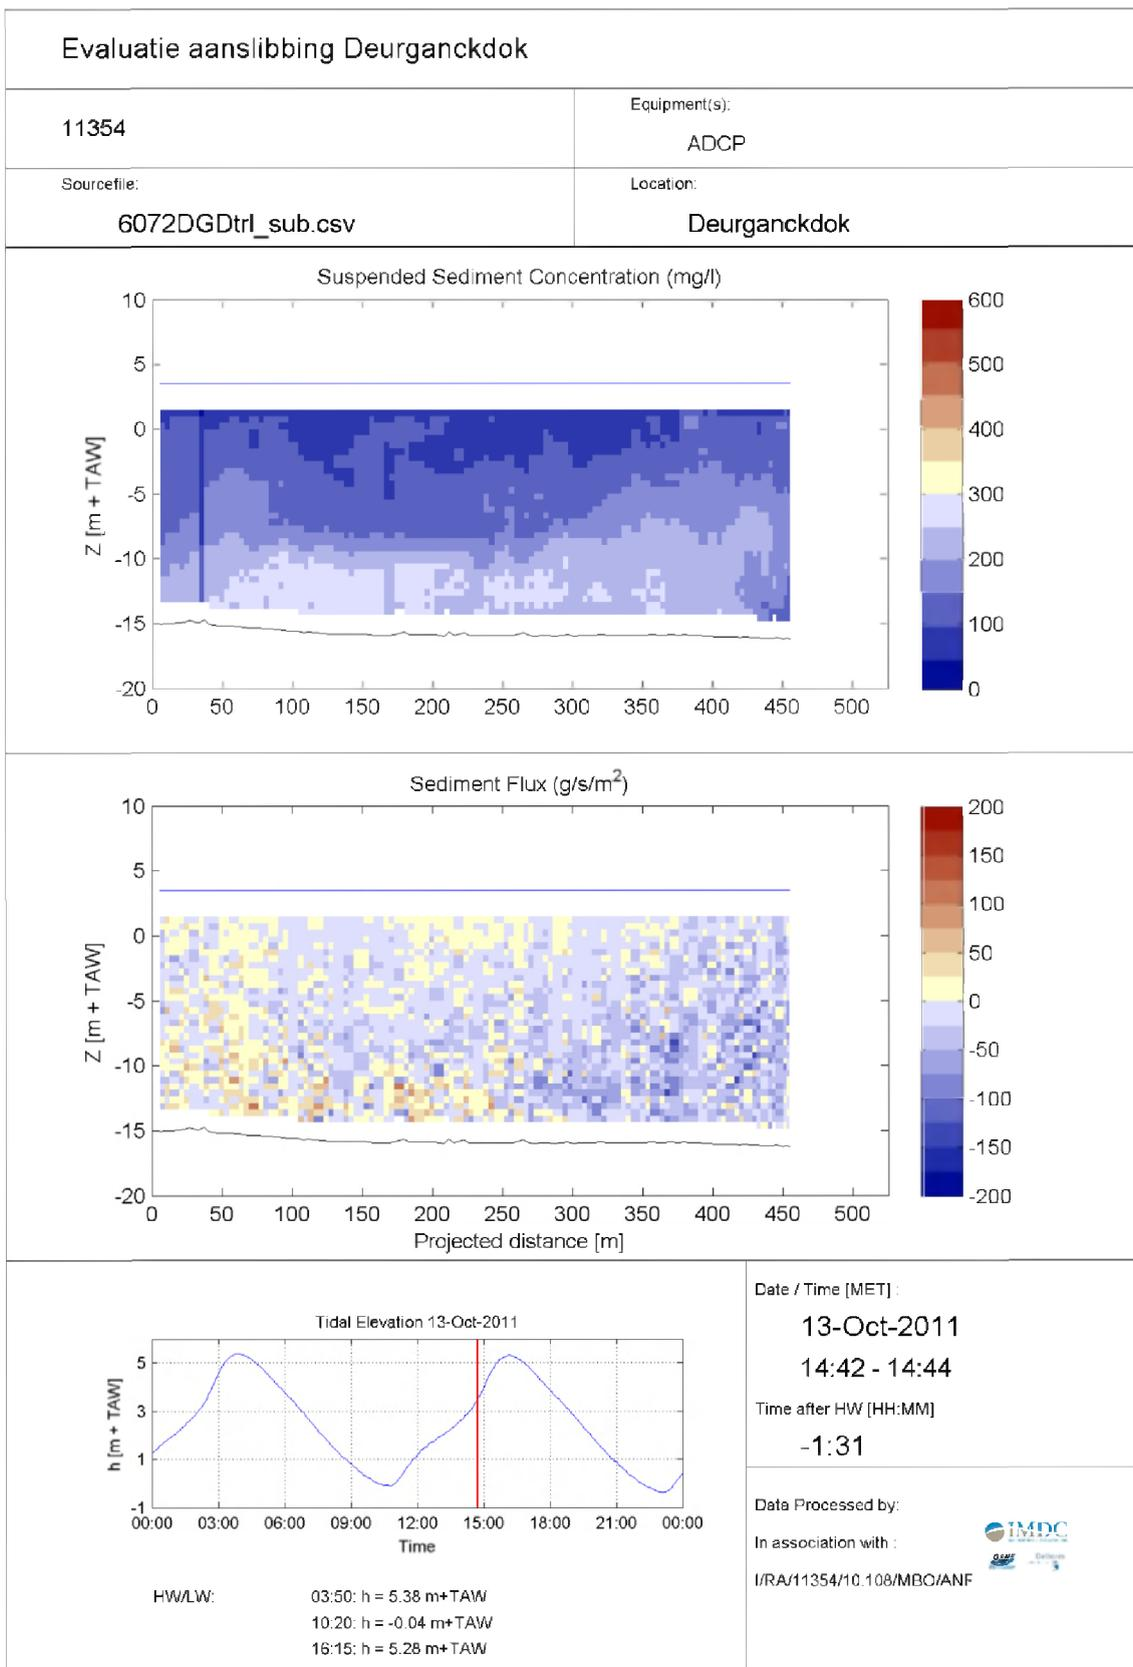 Evaluatie aanslibbing Deurganckdok
11354
Equipment(s):
ADCP
Sourcefile:
6072DGDtrl_sub.csv
Location:
Deurganckdok
Suspended Sediment Concentration (mg/l)
Z [m + TAW]
10
5
0
-5
-10
-15
-20
0 50 100 150 200 250 300 350 400 450 500
600
500
400
300
200
100
0
Sediment Flux (g/s/m²)
Z [m + TAW]
10
5
0
-5
-10
-15
-20
0 50 100 150 200 250 300 350 400 450 500
Projected distance [m]
200
150
100
50
0
-50
-100
-150
-200
Tidal Elevation 13-Oct-2011
h [m + TAW]
5
3
1
-1
00:00 03:00 06:00 09:00 12:00 15:00 18:00 21:00 00:00
Time
HW/LW:
03:50: h = 5.38 m+TAW
10:20: h = -0.04 m+TAW
16:15: h = 5.28 m+TAW
Date / Time [MET] :
13-Oct-2011
14:42 - 14:44
Time after HW [HH:MM]
-1:31
Data Processed by:
IMDC
In association with :
I/RA/11354/10.108/MBO/ANF